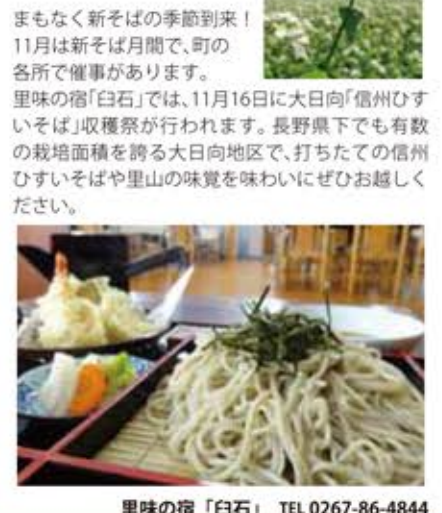 まもなく新そばの季節到来！
11月は新そば月間で、町の
各所で催事があります。
里味の宿「臼石」では、11月16日に大日向「信州ひす
いそば」収穫祭が行われます。長野県下でも有数
の栽培面積を誇る大日向地区で、打ちたての信州
ひすいそばや里山の味覚を味わいにぜひお越しく
ださい。
里味の宿「臼石」 TEL 0267-86-4844